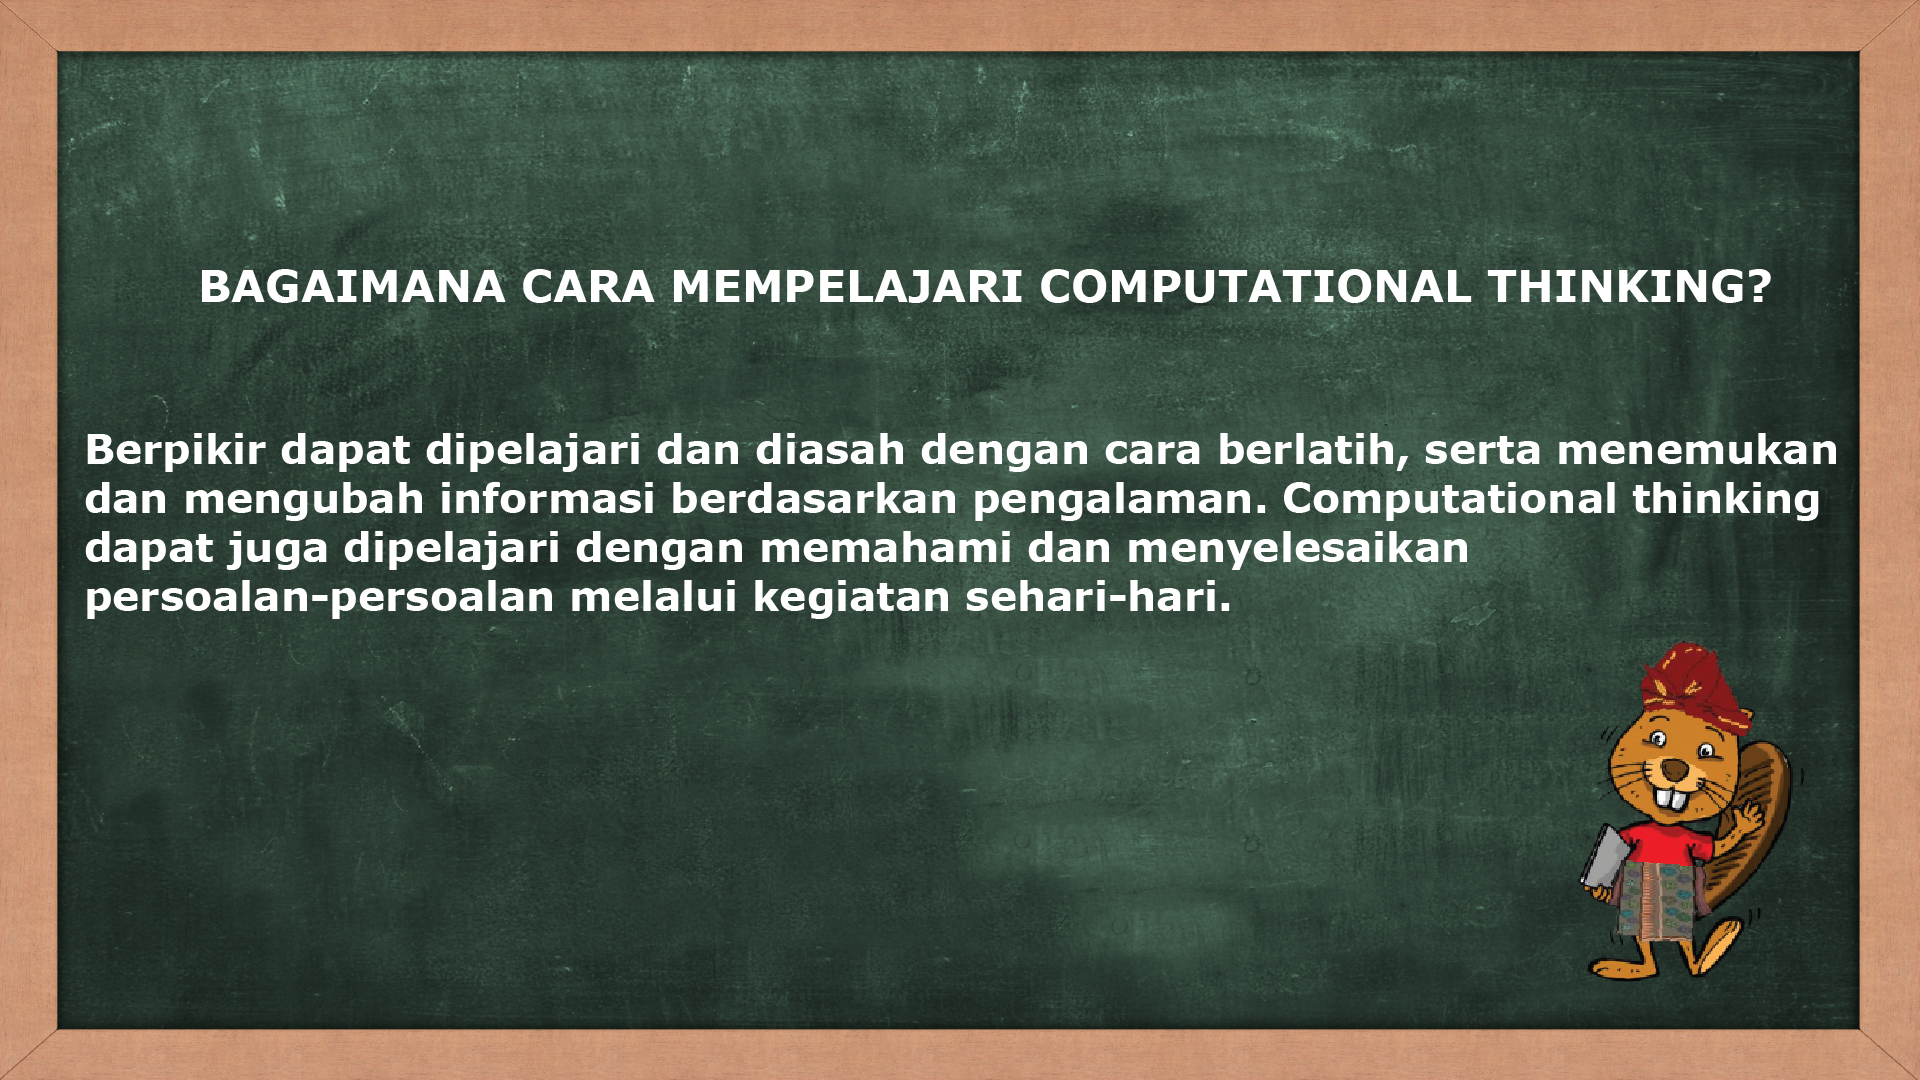 BAGAIMANA CARA MEMPELAJARI COMPUTATIONAL THINKING?
Berpikir dapat dipelajari dan diasah dengan cara berlatih, serta menemukan
dan mengubah informasi berdasarkan pengalaman. Computational thinking
dapat juga dipelajari dengan memahami dan menyelesaikan
persoalan-persoalan melalui kegiatan sehari-hari.